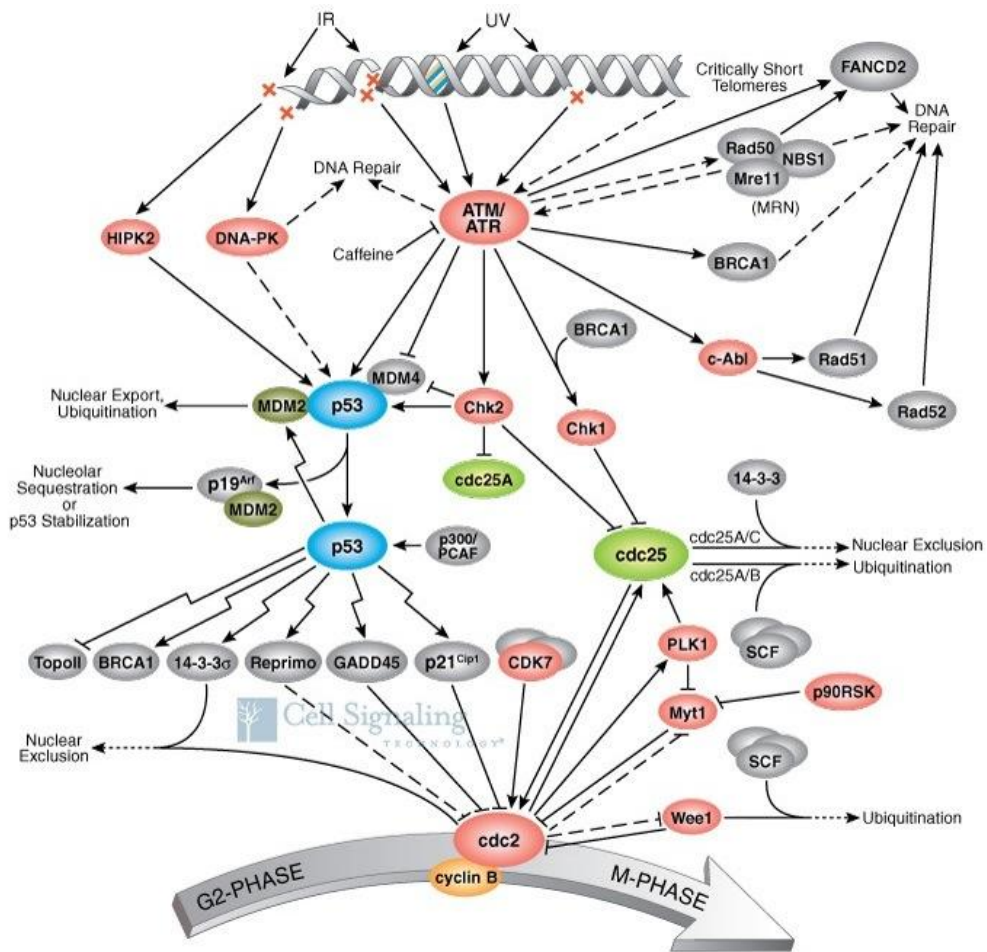 IR
UV
Critically Short
Telomeres
FANCD2
DNA
Repair
Rad50
NBS1
Mre11
(MRN)
DNA Repair
ATM/
ATR
HIPK2
DNA-PK
Caffeine
BRCA1
BRCA1
c-Abl
Rad51
Rad52
MDM4
Nuclear Export,
Ubiquitination
MDM2
p53
Chk2
Chk1
cdc25A
Nucleolar
Sequestration
or
p53 Stabilization
p19Arf
MDM2
14-3-3
p53
p300/
PCAF
cdc25
cdc25A/C
Nuclear Exclusion
cdc25A/B
Ubiquitination
TopoII
BRCA1
14-3-3σ
Reprimo
GADD45
p21Cip1
CDK7
PLK1
SCF
Myt1
p90RSK
Cell Signaling
TECHNOLOGY®
Nuclear
Exclusion
SCF
Wee1
Ubiquitination
cdc2
cyclin B
G2-PHASE
M-PHASE